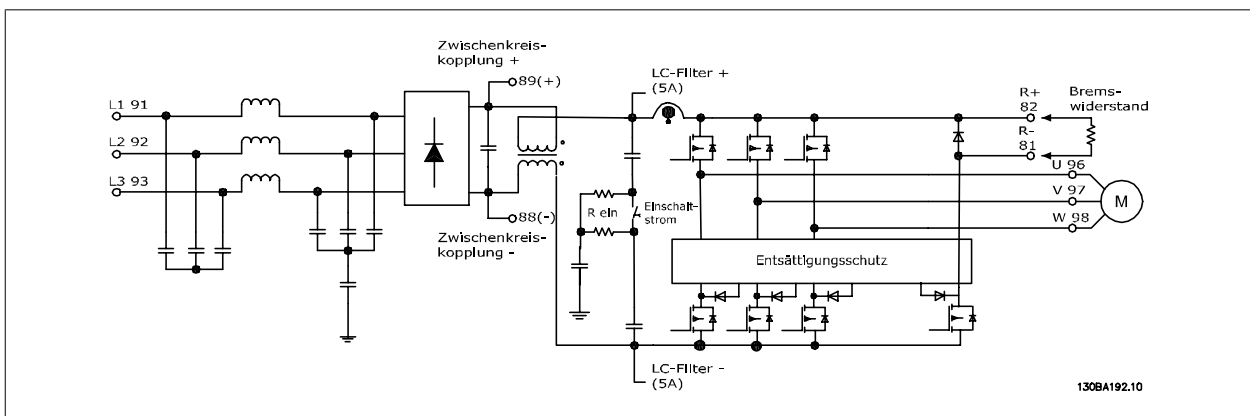 Zwischenkreis-
kopplung +
89(+)
LC-Filter +
(5A)
R+
82
Brems-
widerstand
L1 91
R-
81
L2 92
U 96
L3 93
V 97
M
R ein
Einschalt-
strom
88(-)
W 98
Zwischenkreis-
kopplung -
Entsättigungsschutz
LC-Filter -
(5A)
130BA192.10